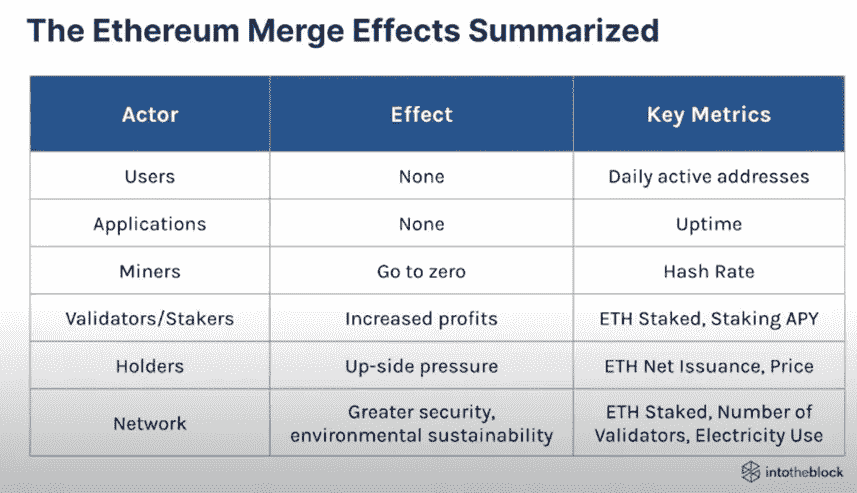 The Ethereum Merge Effects Summarized
Actor Effect Key Metrics
Users None Daily active addresses
Applications None Uptime
Miners Go to zero Hash Rate
Validators/Stakers Increased profits ETH Staked, Staking APY
Holders Up-side pressure ETH Net Issuance, Price
Network Greater security, environmental sustainability ETH Staked, Number of Validators, Electricity Use
intotheblock